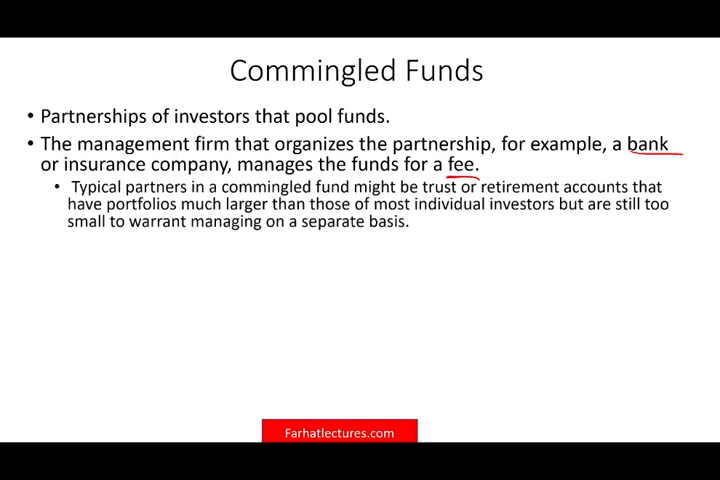 Commingled Funds
• Partnerships of investors that pool funds.
• The management firm that organizes the partnership, for example, a bank
or insurance company, manages the funds for a fee.
• Typical partners in a commingled fund might be trust or retirement accounts that
have portfolios much larger than those of most individual investors but are still too
small to warrant managing on a separate basis.
Farhatlectures.com